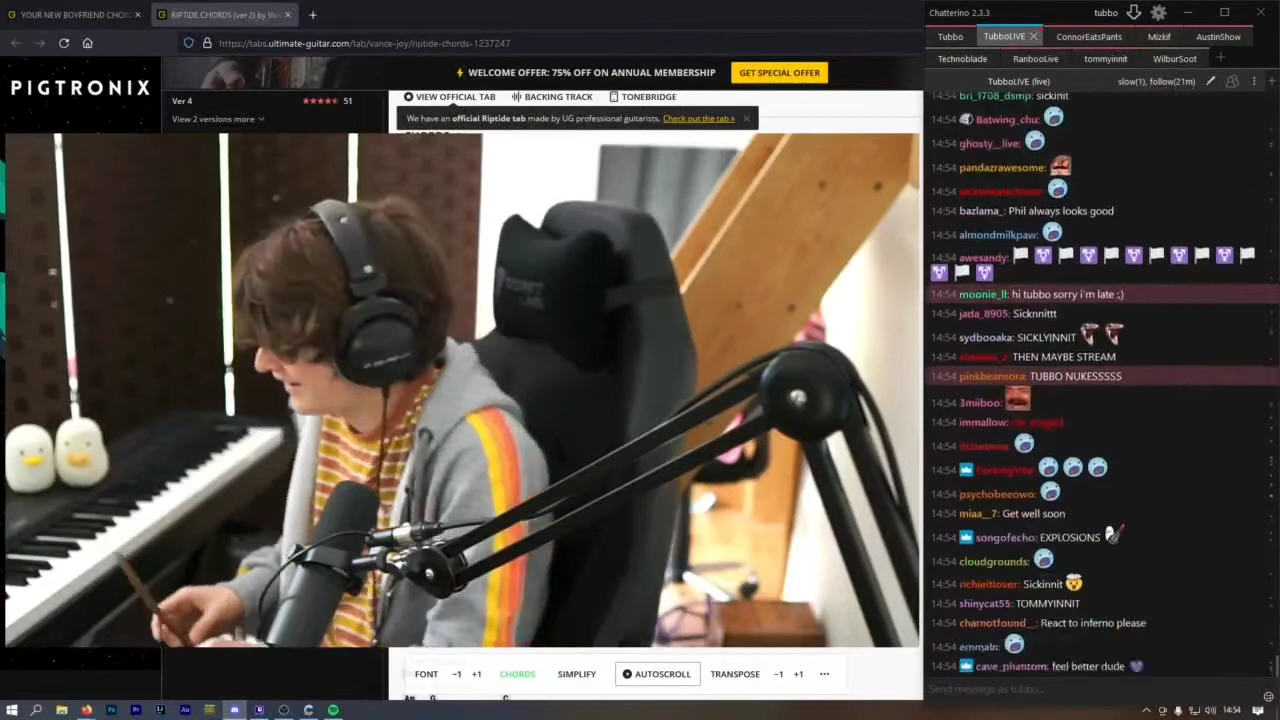 YOUR NEW BOYFRIEND CHORDS
RIPTIDE CHORDS (ver 2) by Van
https://tabs.ultimate-guitar.com/tab/vance-joy/riptide-chords-1237247
PIGTRONIX
WELCOME OFFER: 75% OFF ON ANNUAL MEMBERSHIP
GET SPECIAL OFFER
Ver 4
51
View 2 versions more
VIEW OFFICIAL TAB
BACKING TRACK
TONEBRIDGE
We have an official Riptide tab made by UG professional guitarists. Check out the tab »
FONT −1 +1 CHORDS SIMPLIFY AUTOSCROLL TRANSPOSE −1 +1
Am G C
Chatterino 2.3.3
tubbo
Tubbo TubboLIVE ConnorEatsPants Mizkif AustinShow
Technoblade RanbooLive tommyinnit WilburSoot
TubboLIVE (live) slow(1), follow(21m)
14:54 bri_1708_dsmp: sickinit
14:54 Batwing_chu:
14:54 ghosty__live:
14:54 pandazrawesome:
14:54
14:54 bazlama_: Phil always looks good
14:54 almondmilkpaw:
14:54 awesandy:
14:54 moonie_ll: hi tubbo sorry i'm late ;)
14:54 jada_8905: Sicknnittt
14:54 sydbooaka: SICKLYINNIT
14:54 THEN MAYBE STREAM
14:54 pinkbeansora: TUBBO NUKESSSSS
14:54 3miiboo:
14:54 immallow:
14:54
14:54
14:54 psychobeeowo:
14:54 miaa__7: Get well soon
14:54 songofecho: EXPLOSIONS
14:54 cloudgrounds:
14:54 richieitlover: Sickinnit
14:54 shinycat55: TOMMYINNIT
14:54 charnotfound__: React to inferno please
14:54 emmatn:
14:54 cave_phantom: feel better dude
Send message as tubbo...
14:54